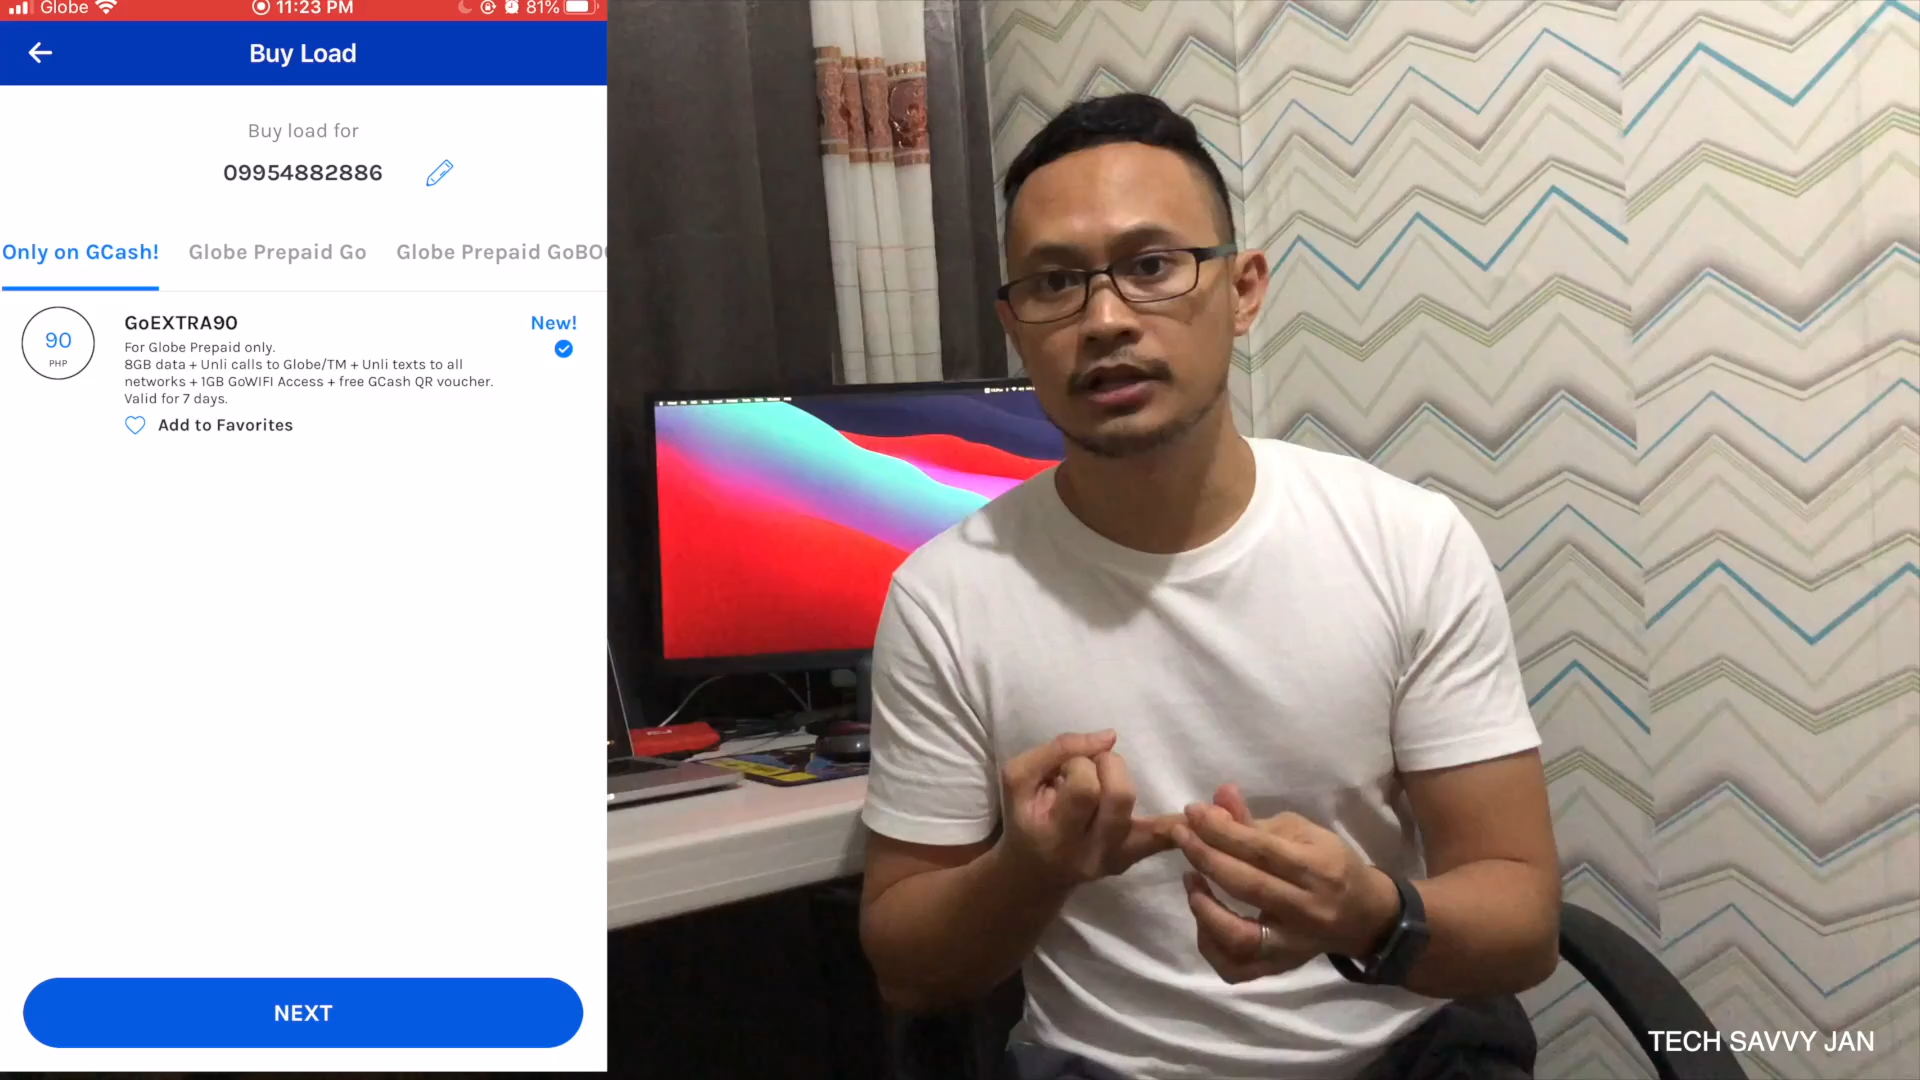 Globe 11:23 PM 81%
Buy Load
Buy load for
09954882886
Only on GCash! Globe Prepaid Go Globe Prepaid GoBO
90
PHP
GoEXTRA90
New!
For Globe Prepaid only.
8GB data + Unli calls to Globe/TM + Unli texts to all
networks + 1GB GoWIFI Access + free GCash QR voucher.
Valid for 7 days.
Add to Favorites
NEXT
TECH SAVVY JAN